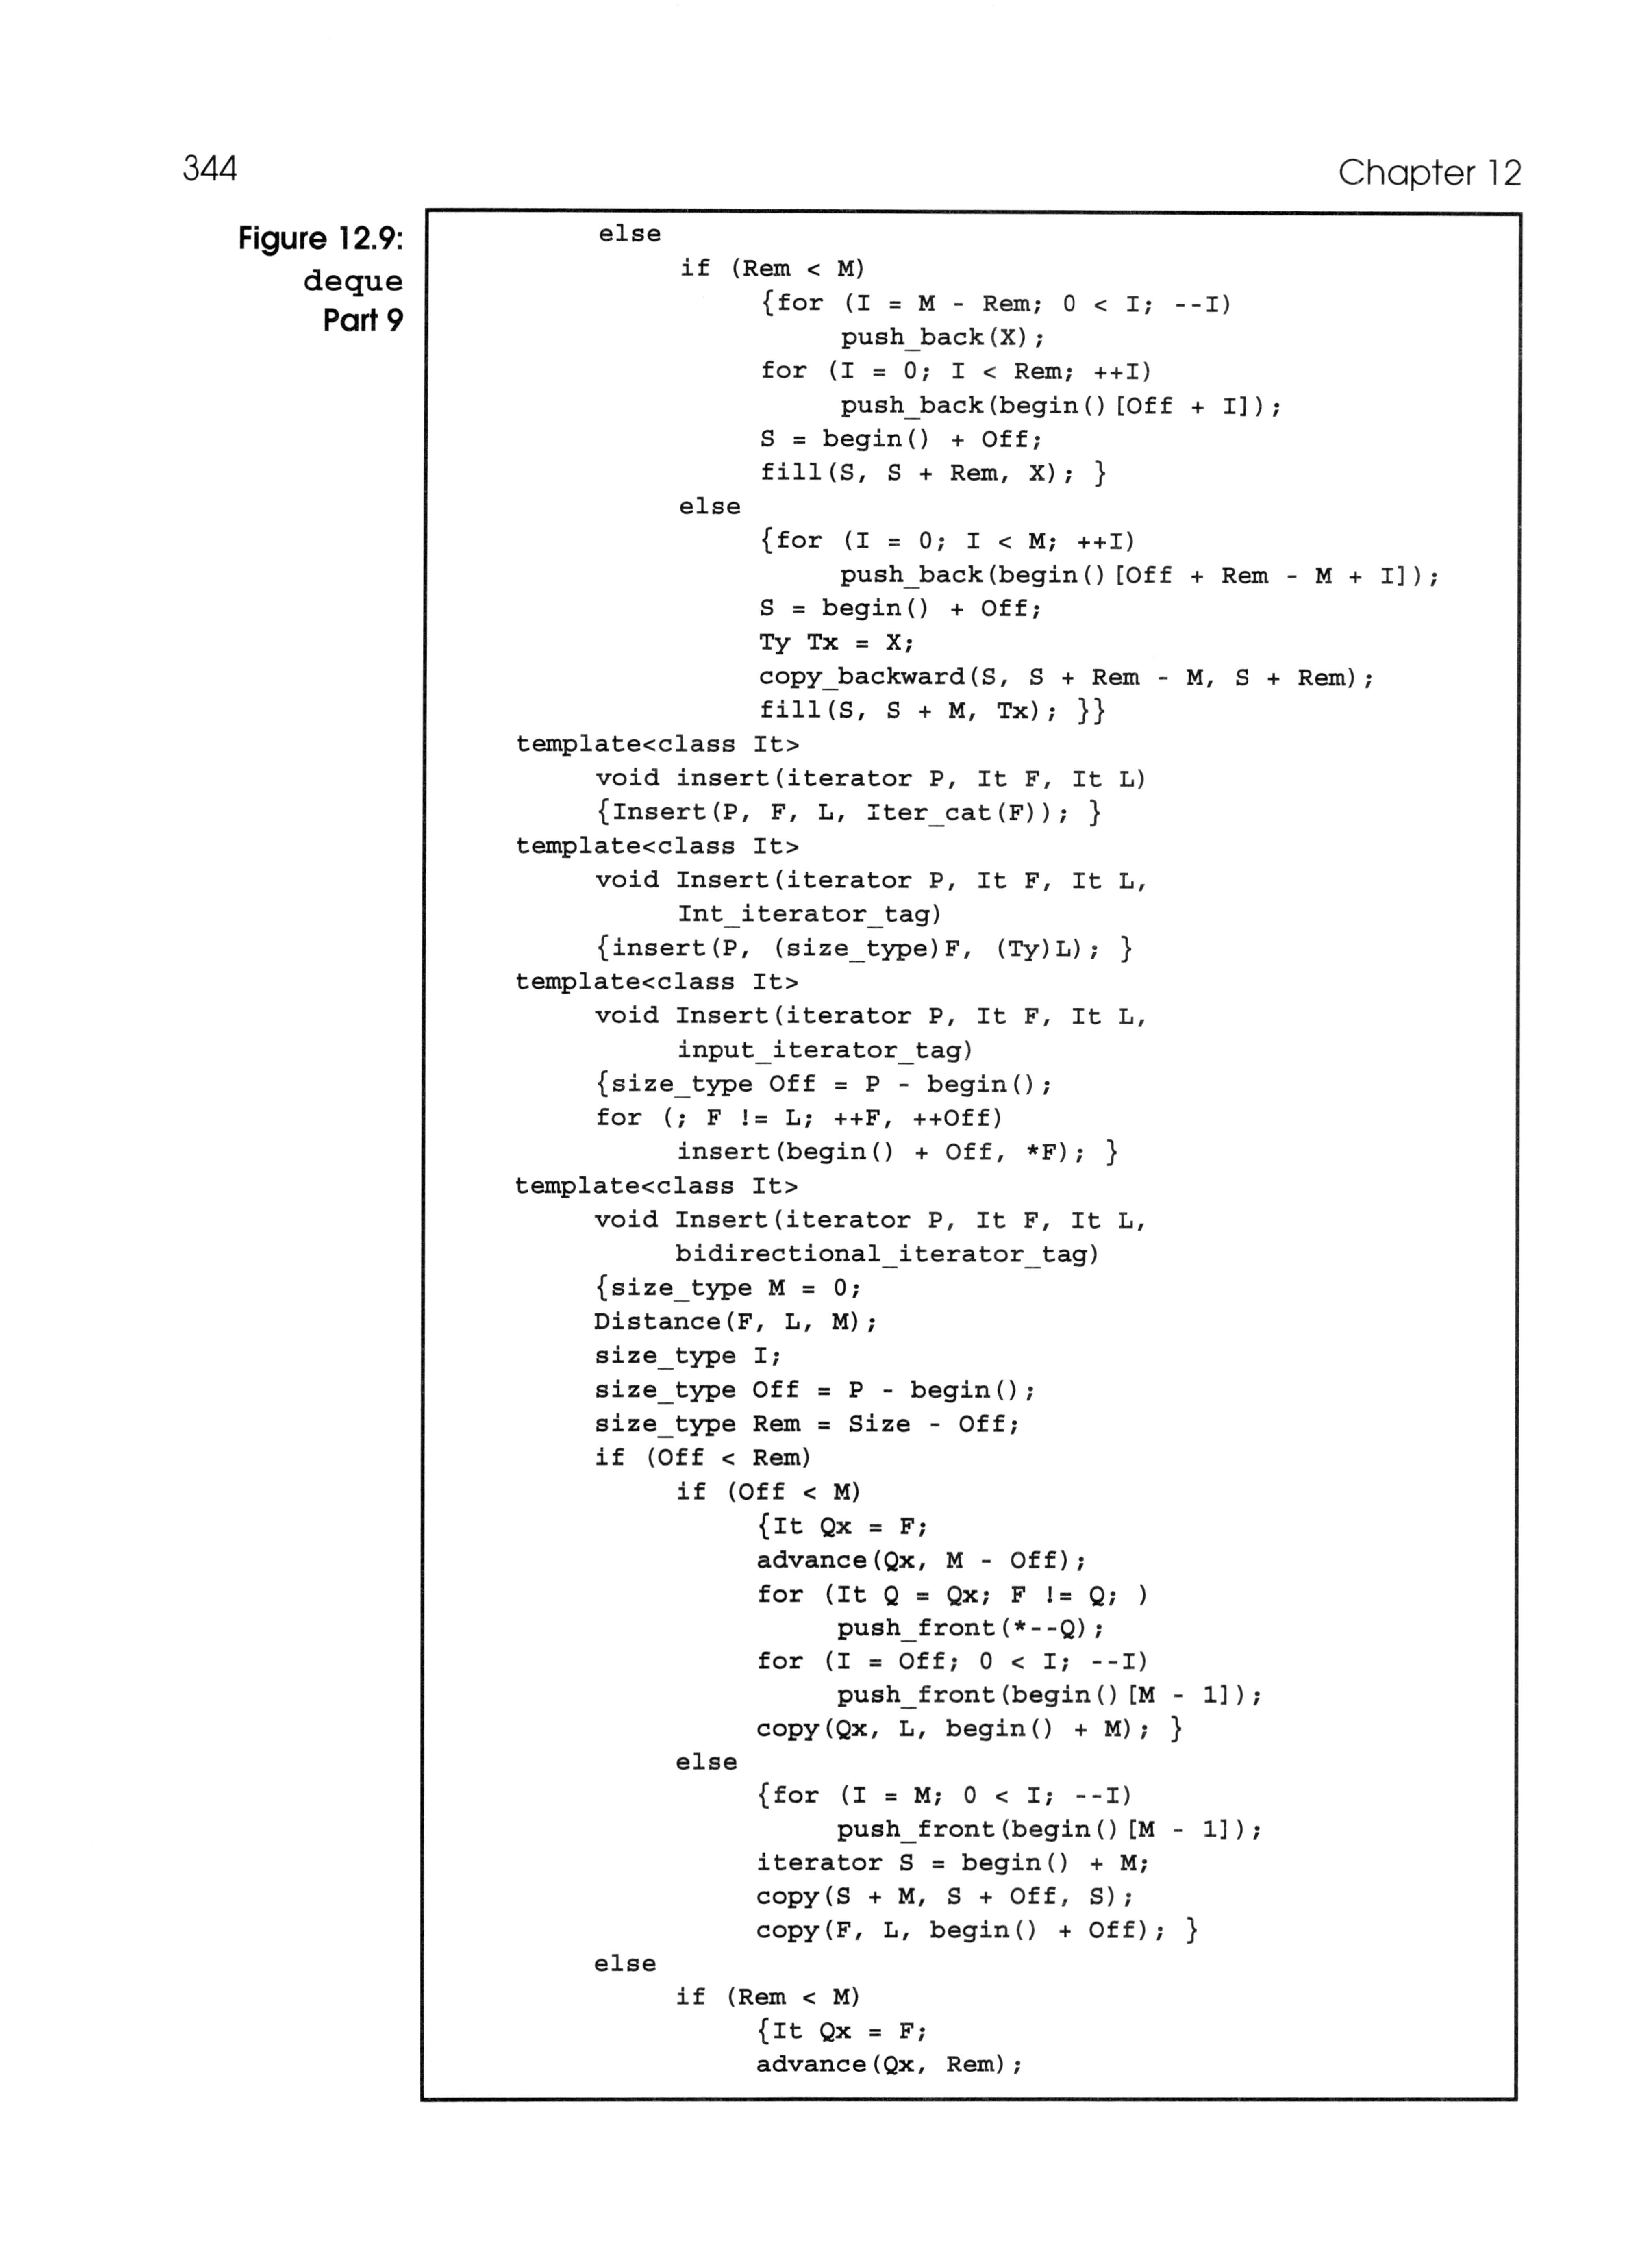 344
Chapter 12
Figure 12.9:
deque
Part 9
else
if (Rem < M)
{for (I = M - Rem; 0 < I; --I)
push_back(X);
for (I = 0; I < Rem; ++I)
push_back(begin()[Off + I]);
S = begin() + Off;
fill(S, S + Rem, X); }
else
{for (I = 0; I < M; ++I)
push_back(begin()[Off + Rem - M + I]);
S = begin() + Off;
Ty Tx = X;
copy_backward(S, S + Rem - M, S + Rem);
fill(S, S + M, Tx); }}
template<class It>
void insert(iterator P, It F, It L)
{Insert(P, F, L, Iter_cat(F)); }
template<class It>
void Insert(iterator P, It F, It L,
Int_iterator_tag)
{insert(P, (size_type)F, (Ty)L); }
template<class It>
void Insert(iterator P, It F, It L,
input_iterator_tag)
{size_type Off = P - begin();
for (; F != L; ++F, ++Off)
insert(begin() + Off, *F); }
template<class It>
void Insert(iterator P, It F, It L,
bidirectional_iterator_tag)
{size_type M = 0;
Distance(F, L, M);
size_type I;
size_type Off = P - begin();
size_type Rem = Size - Off;
if (Off < Rem)
if (Off < M)
{It Qx = F;
advance(Qx, M - Off);
for (It Q = Qx; F != Q; )
push_front(*--Q);
for (I = Off; 0 < I; --I)
push_front(begin()[M - 1]);
copy(Qx, L, begin() + M); }
else
{for (I = M; 0 < I; --I)
push_front(begin()[M - 1]);
iterator S = begin() + M;
copy(S + M, S + Off, S);
copy(F, L, begin() + Off); }
else
if (Rem < M)
{It Qx = F;
advance(Qx, Rem);